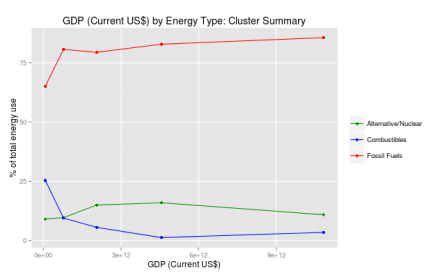 GDP (Current US$) by Energy Type: Cluster Summary
% of total energy use
75
50
25
0
0e+00 3e+12 6e+12 9e+12
GDP (Current US$)
Alternative/Nuclear
Combustibles
Fossil Fuels